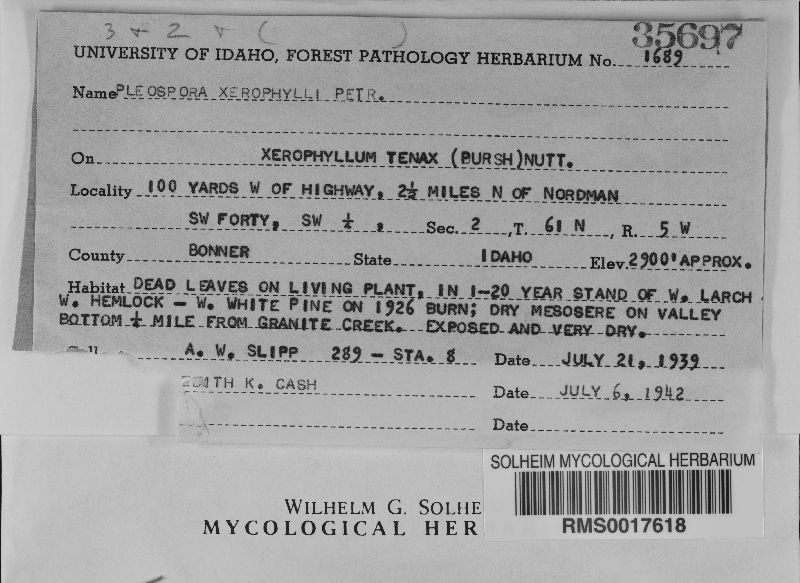 3 + 2 + ( )
35697
UNIVERSITY OF IDAHO, FOREST PATHOLOGY HERBARIUM No. 1689
Name PLEOSPORA XEROPHYLLI PETR.
On XEROPHYLLUM TENAX (PURSH) NUTT.
Locality 100 YARDS W OF HIGHWAY, 2½ MILES N OF NORDMAN
SW FORTY, SW ¼, Sec. 2, T. 61 N, R. 5 W
County BONNER State IDAHO Elev. 2900' APPROX.
Habitat DEAD LEAVES ON LIVING PLANT, IN 1-20 YEAR STAND OF W. LARCH
W. HEMLOCK - W. WHITE PINE ON 1926 BURN; DRY MESOSERE ON VALLEY
BOTTOM ¼ MILE FROM GRANITE CREEK. EXPOSED AND VERY DRY.
A. W. SLIPP 289 - STA. 8 Date JULY 21, 1939
K. CASH Date JULY 6, 1942
Date
SOLHEIM MYCOLOGICAL HERBARIUM
RMS0017618
WILHELM G. SOLHE
MYCOLOGICAL HER